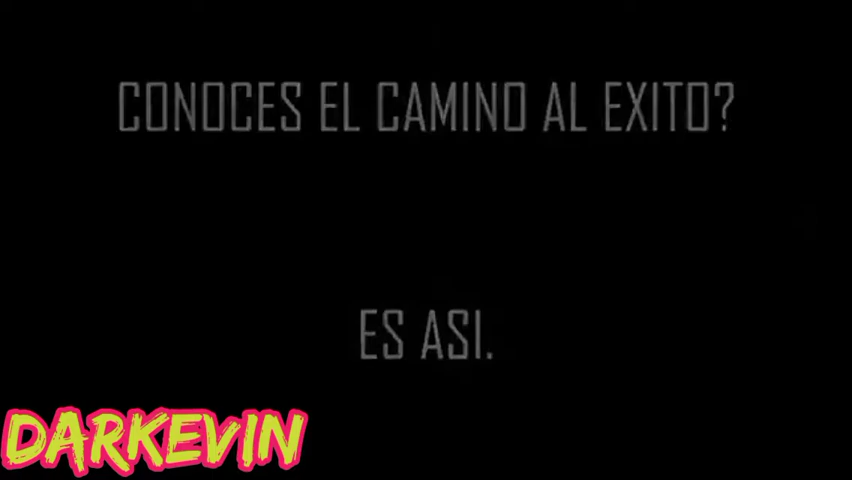 CONOCES EL CAMINO AL EXITO?
ES ASI.
DARKEVIN